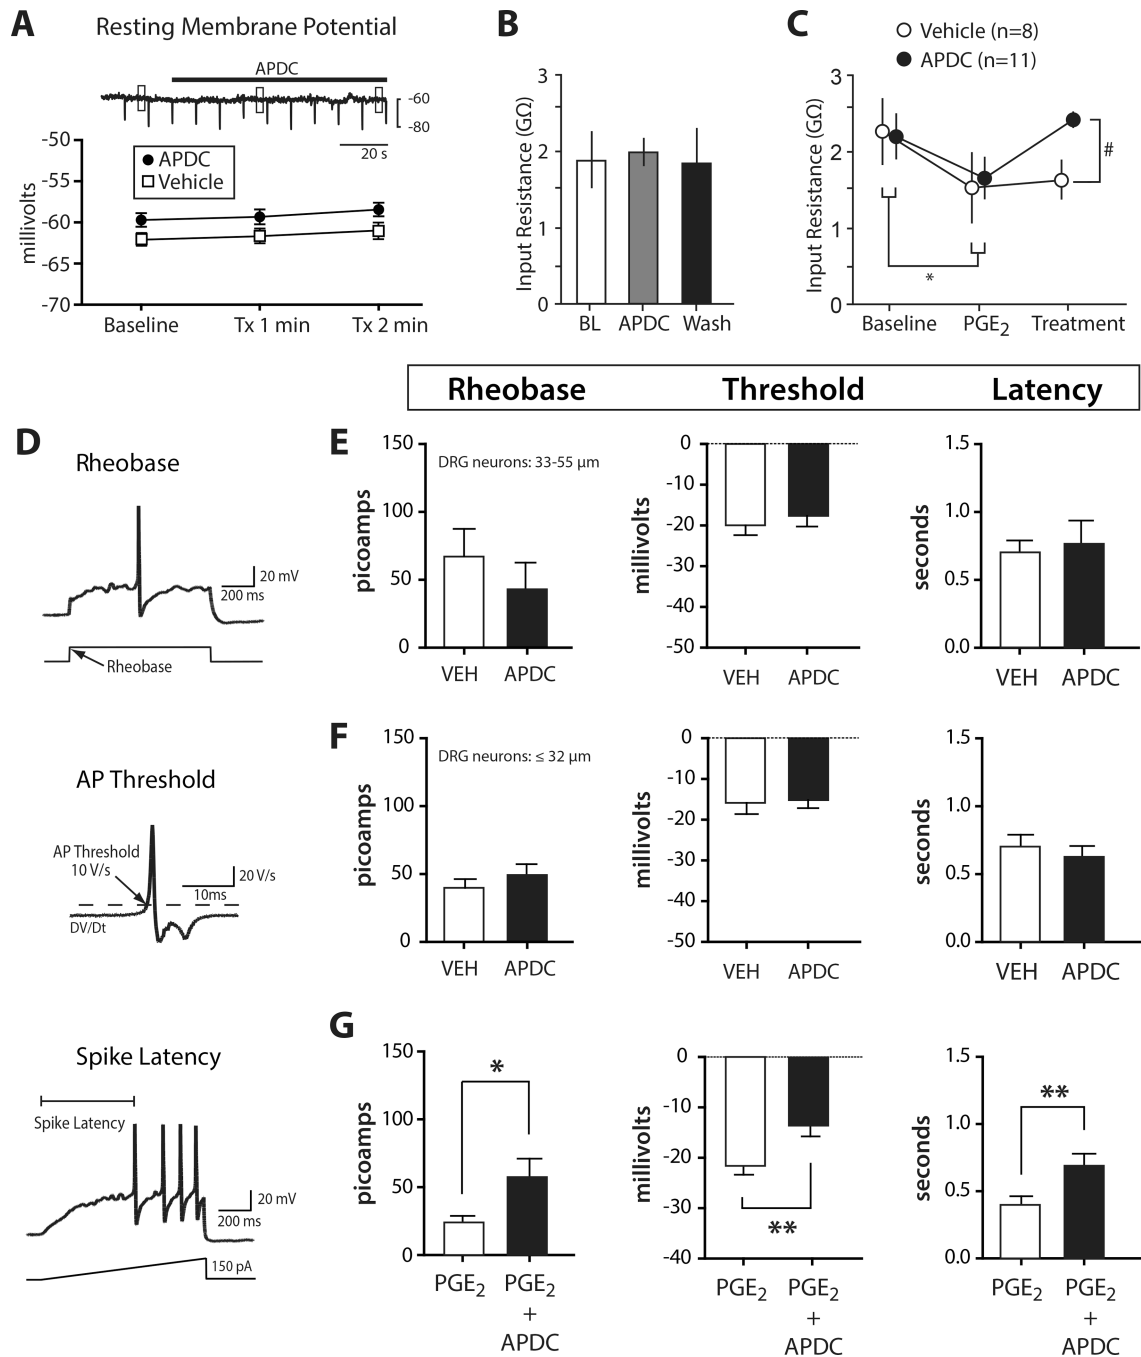 A
Resting Membrane Potential
APDC
-60
-80
20 s
-50
-55
-60
-65
-70
millivolts
APDC
Vehicle
Baseline
Tx 1 min
Tx 2 min
B
3
2
1
0
Input Resistance (GΩ)
BL
APDC
Wash
C
Vehicle (n=8)
APDC (n=11)
3
2
1
0
Input Resistance (GΩ)
#
*
Baseline
PGE₂
Treatment
Rheobase
Threshold
Latency
D
Rheobase
20 mV
200 ms
Rheobase
AP Threshold
AP Threshold
10 V/s
20 V/s
10ms
DV/Dt
Spike Latency
Spike Latency
20 mV
200 ms
150 pA
E
150
100
50
0
picoamps
DRG neurons: 33-55 μm
VEH
APDC
0
-10
-20
-30
-40
-50
millivolts
VEH
APDC
1.5
1.0
0.5
0.0
seconds
VEH
APDC
F
150
100
50
0
picoamps
DRG neurons: ≤ 32 μm
VEH
APDC
0
-10
-20
-30
-40
-50
millivolts
VEH
APDC
1.5
1.0
0.5
0.0
seconds
VEH
APDC
G
150
100
50
0
picoamps
*
PGE₂
PGE₂
+
APDC
0
-10
-20
-30
-40
millivolts
**
PGE₂
PGE₂
+
APDC
1.5
1.0
0.5
0.0
seconds
**
PGE₂
PGE₂
+
APDC